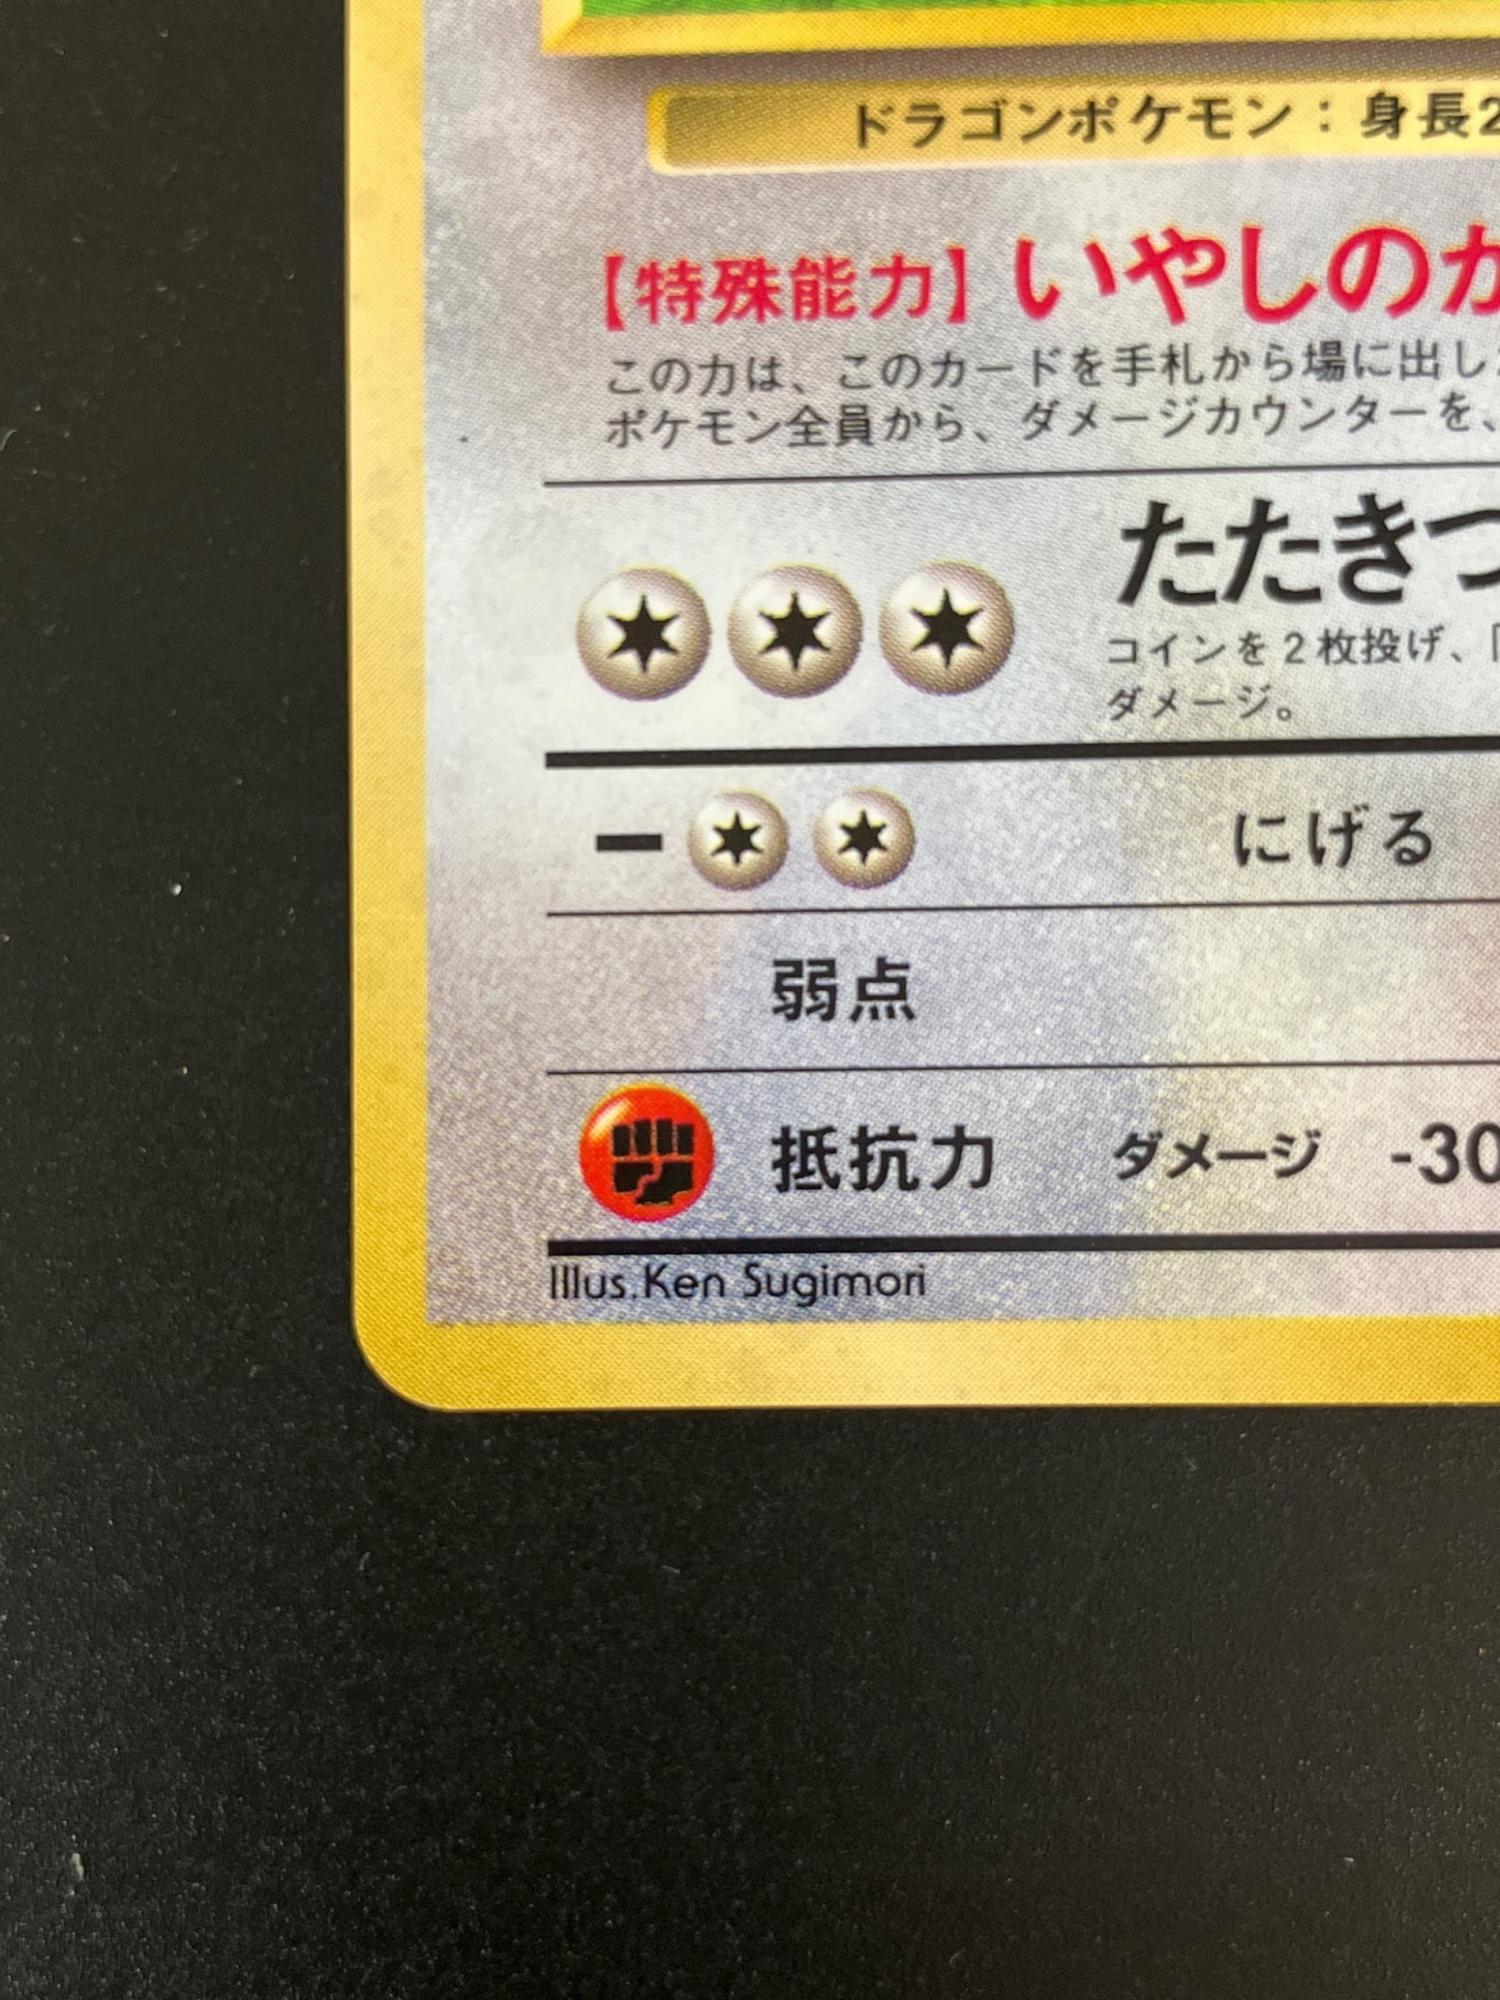 ドラゴンポケモン：身長2
【特殊能力】いやしのか
この力は、このカードを手札から場に出し
ポケモン全員から、ダメージカウンターを、
たたきつ
コインを2枚投げ、「
ダメージ。
にげる
弱点
抵抗力 ダメージ -30
Illus.Ken Sugimori